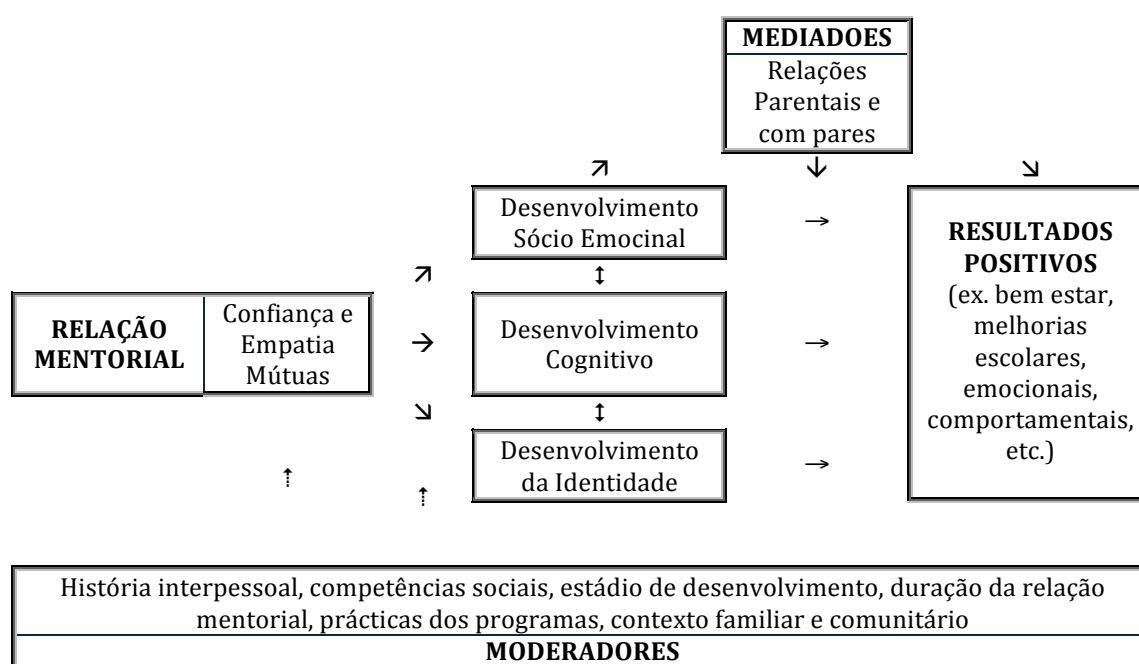 MEDIADOES
Relações
Parentais e
com pares
Desenvolvimento
Sócio Emocinal
RELAÇÃO
MENTORIAL
Confiança e
Empatia
Mútuas
Desenvolvimento
Cognitivo
Desenvolvimento
da Identidade
RESULTADOS
POSITIVOS
(ex. bem estar,
melhorias
escolares,
emocionais,
comportamentais,
etc.)
História interpessoal, competências sociais, estádio de desenvolvimento, duração da relação
mentorial, prácticas dos programas, contexto familiar e comunitário
MODERADORES